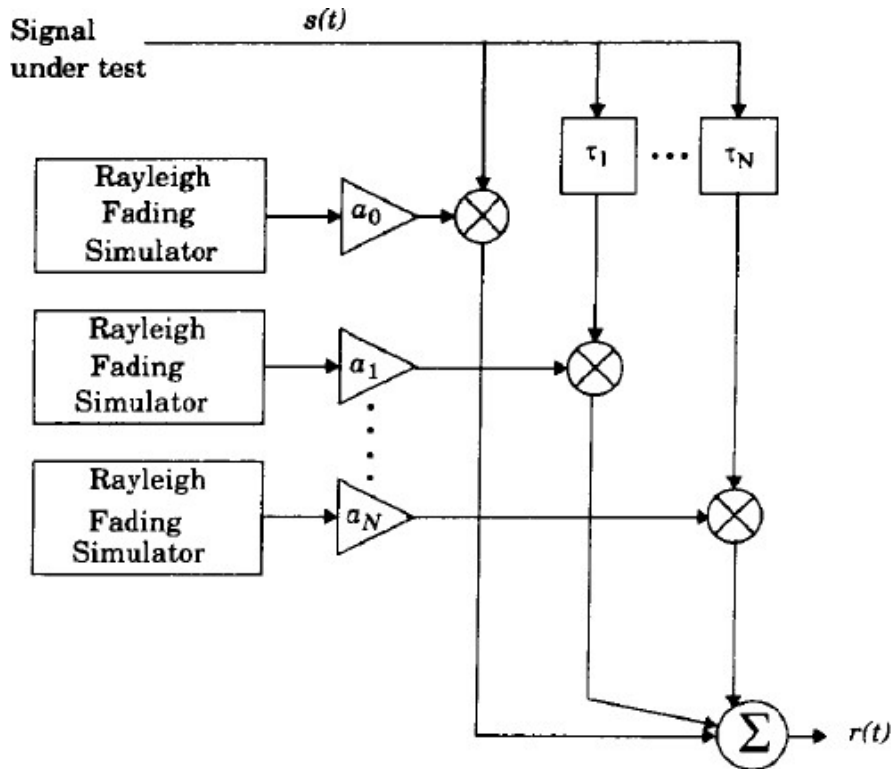 Signal
under test
s(t)
τ1 ••• τN
Rayleigh
Fading
Simulator
a0
Rayleigh
Fading
Simulator
a1
Rayleigh
Fading
Simulator
aN
Σ
r(t)